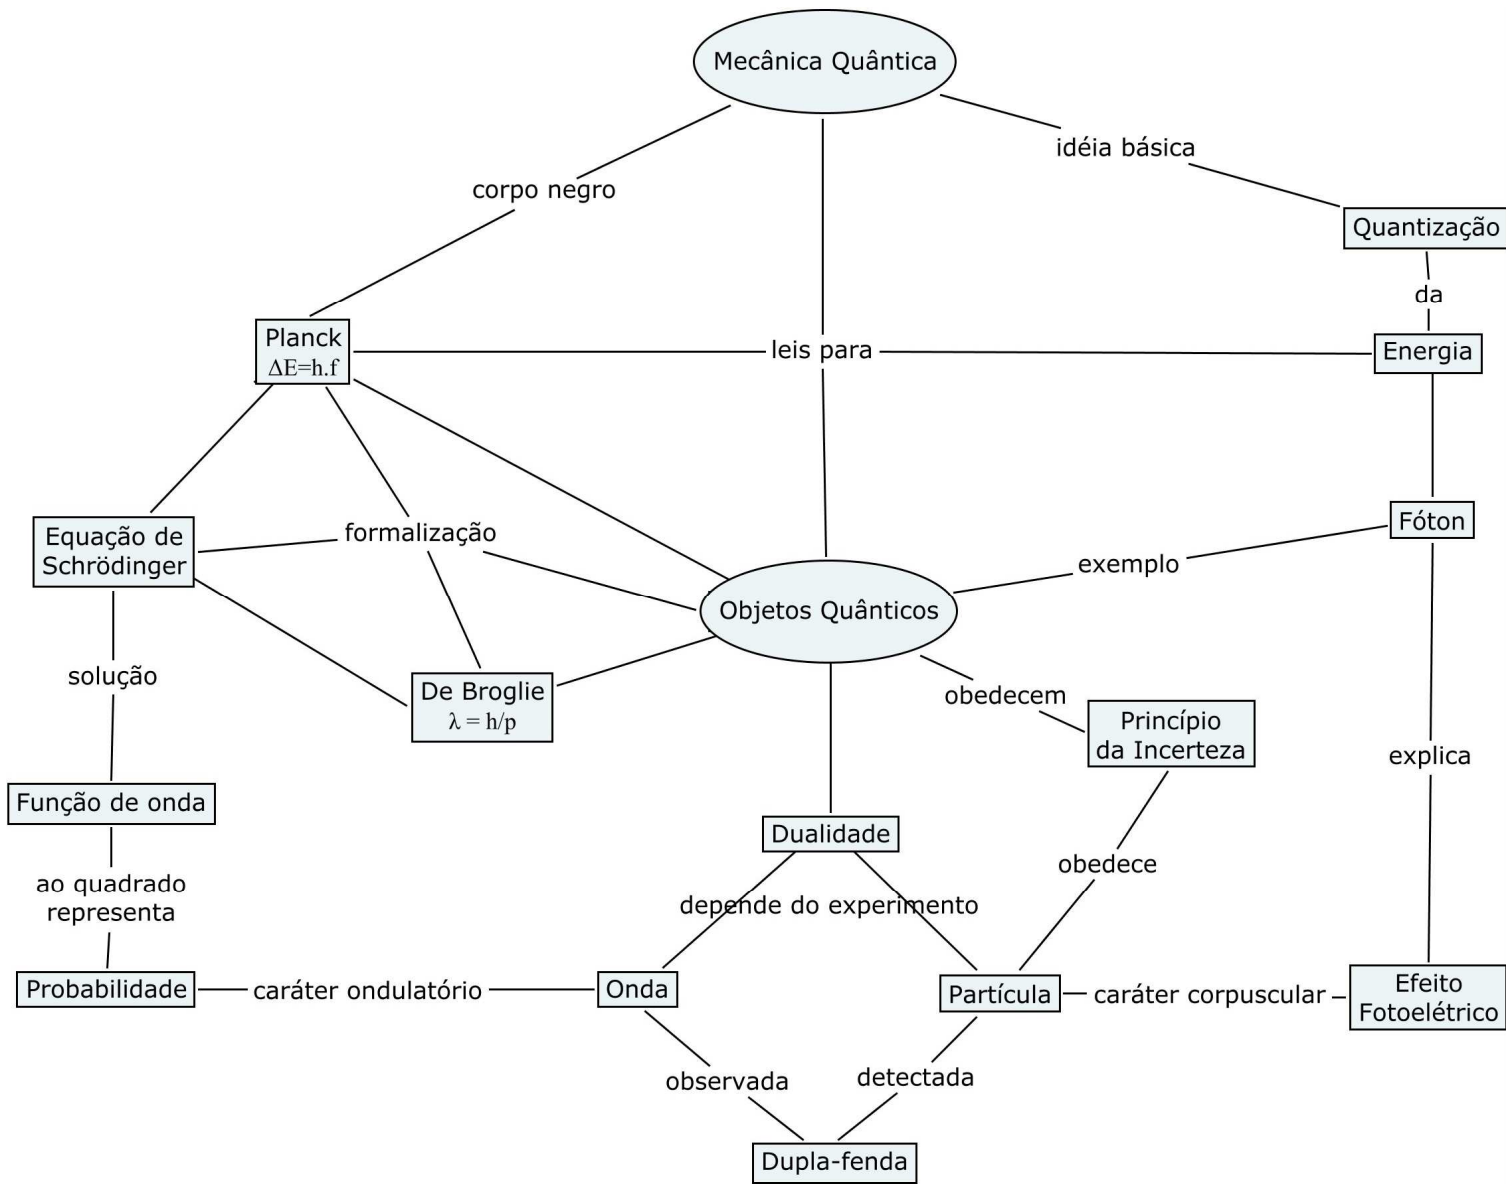 Mecânica Quântica
idéia básica
corpo negro
Quantização
da
Planck
ΔE=h.f
leis para
Energia
Fóton
Equação de
Schrödinger
formalização
exemplo
Objetos Quânticos
solução
De Broglie
λ = h/p
obedecem
Princípio
da Incerteza
explica
Função de onda
Dualidade
obedece
ao quadrado
representa
depende do experimento
Probabilidade
caráter ondulatório
Onda
Partícula
caráter corpuscular
Efeito
Fotoelétrico
observada
detectada
Dupla-fenda